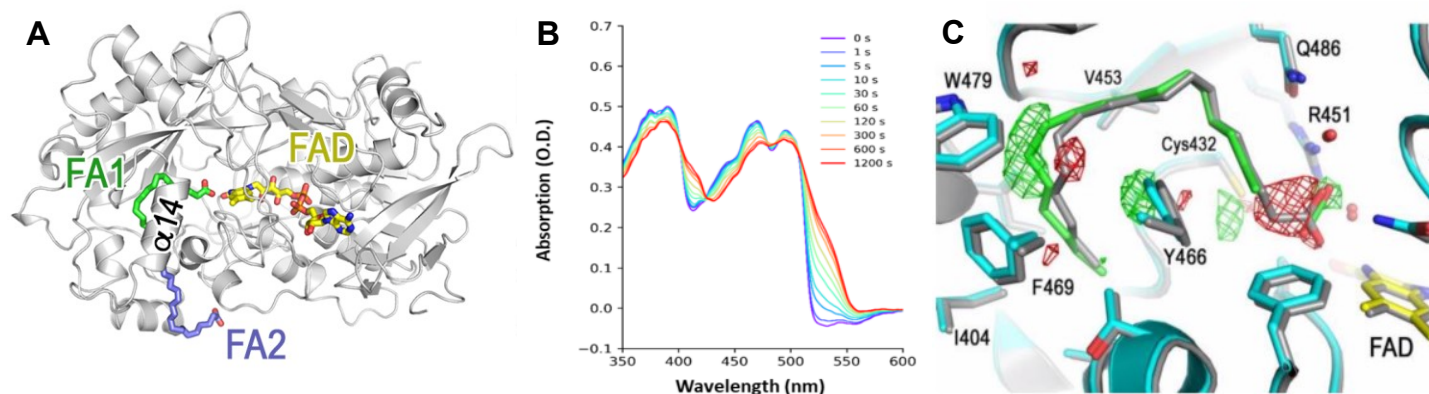 A
FA1
α14
FAD
FA2
B
Absorption (O.D.)
0.7
0.6
0.5
0.4
0.3
0.2
0.1
0.0
−0.1
350
400
450
500
550
600
Wavelength (nm)
0 s
1 s
5 s
10 s
30 s
60 s
120 s
300 s
600 s
1200 s
C
W479
V453
Q486
R451
Cys432
Y466
F469
I404
FAD